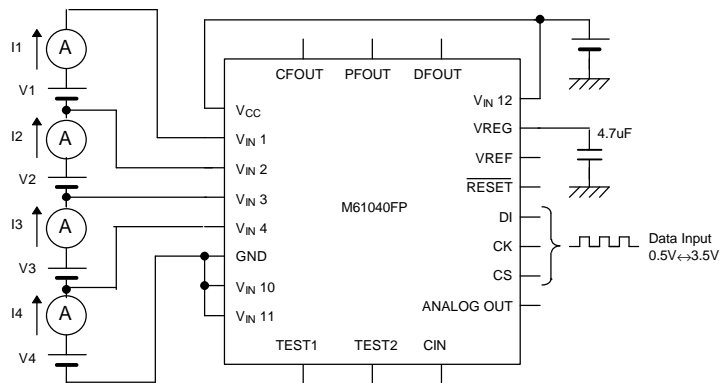 I1
A
V1
I2
A
V2
I3
A
V3
I4
A
V4
CFOUT PFOUT DFOUT
VCC
VIN 1
VIN 2
VIN 3
VIN 4
GND
VIN 10
VIN 11
M61040FP
VIN 12
VREG
VREF
RESET
DI
CK
CS
ANALOG OUT
TEST1 TEST2 CIN
4.7uF
Data Input
0.5V↔3.5V